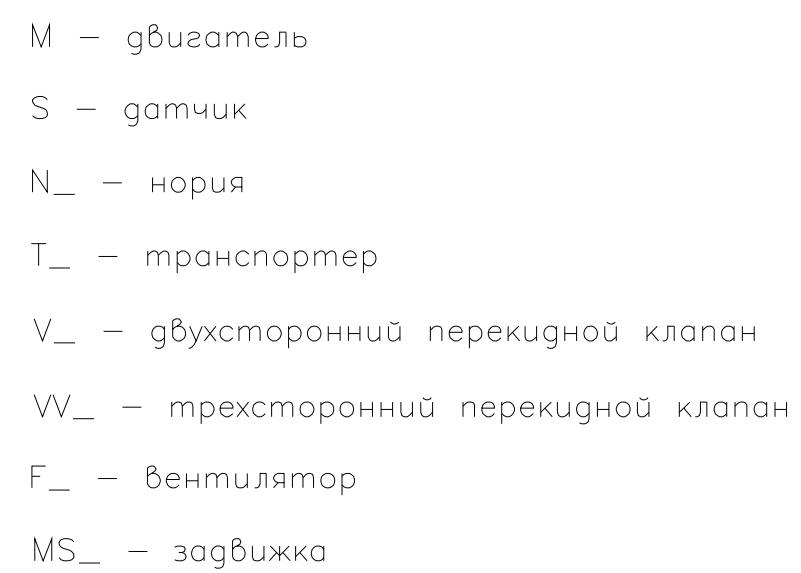 М – двигатель
S – датчик
N_ – нория
T_ – транспортер
V_ – двухсторонний перекидной клапан
VV_ – трехсторонний перекидной клапан
F_ – вентилятор
MS_ – задвижка